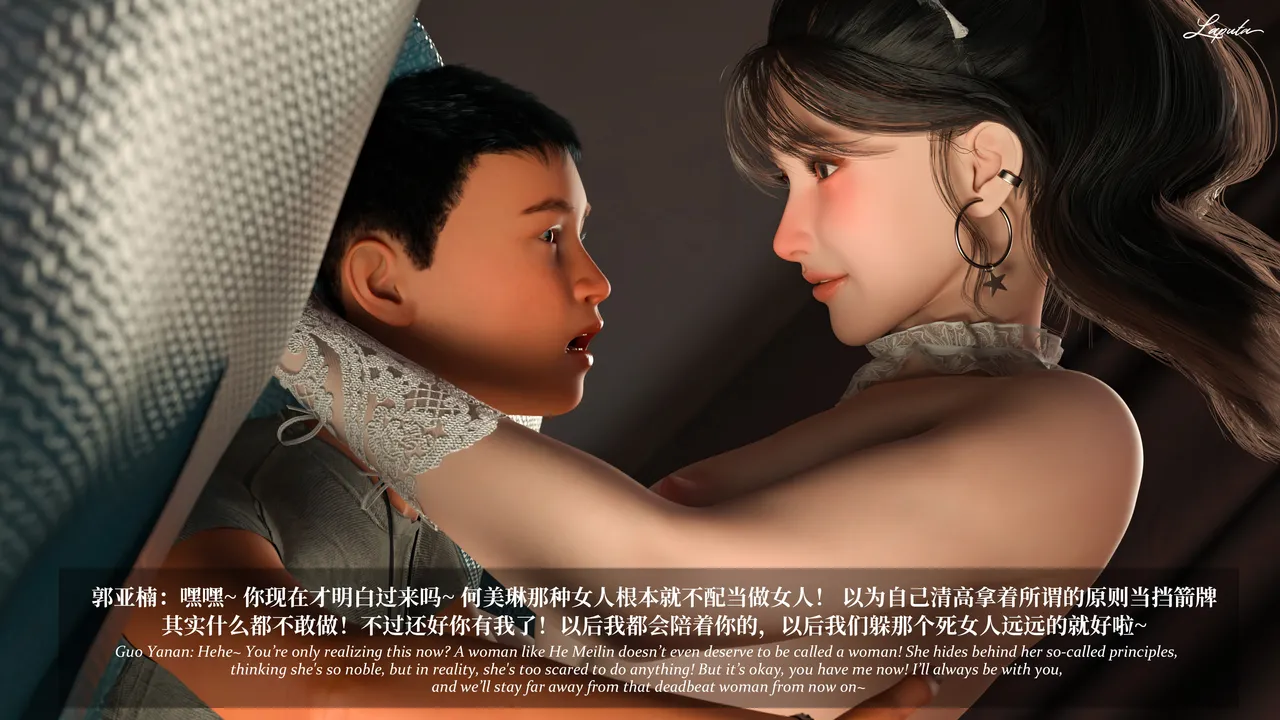 Laputa
郭亚楠：嘿嘿~ 你现在才明白过来吗~ 何美琳那种女人根本就不配当做女人！ 以为自己清高拿着所谓的原则当挡箭牌
其实什么都不敢做！不过还好你有我了！以后我都会陪着你的，以后我们躲那个死女人远远的就好啦~
Guo Yanan: Hehe~ You’re only realizing this now? A woman like He Meilin doesn’t even deserve to be called a woman! She hides behind her so-called principles,
thinking she's so noble, but in reality, she's too scared to do anything! But it’s okay, you have me now! I’ll always be with you,
and we’ll stay far away from that deadbeat woman from now on~